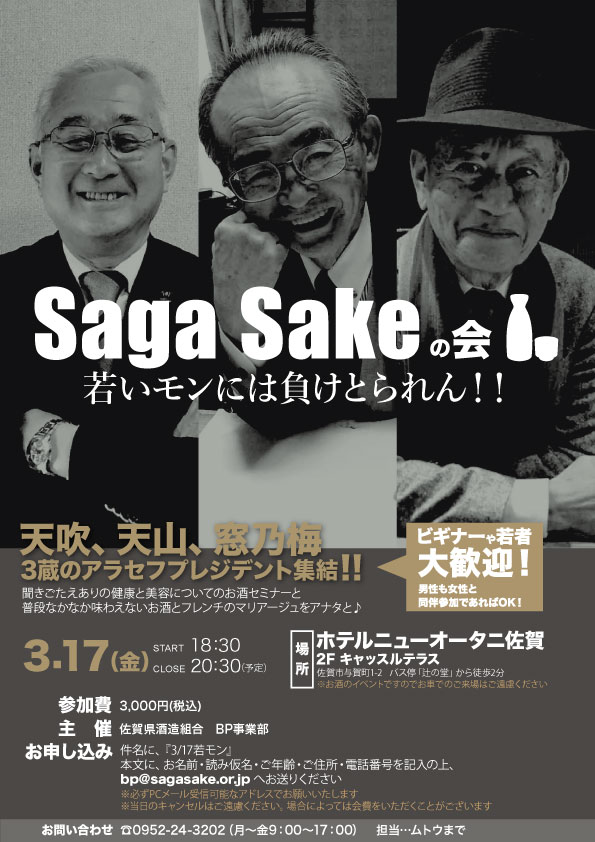 Saga Sake の会
若いモンには負けとられん！！
天吹、天山、窓乃梅
3蔵のアラセフプレジデント集結!!
聞きごたえありの健康と美容についてのお酒セミナーと
普段なかなか味わえないお酒とフレンチのマリアージュをアナタと♪
ビギナーや若者
大歓迎！
男性も女性と
同伴参加であればOK！
3.17(金)
START 18:30
CLOSE 20:30(予定)
場所
ホテルニューオータニ佐賀
2F キャッスルテラス
佐賀市与賀町1-2 バス停「辻の堂」から徒歩2分
※お酒のイベントですのでお車でのご来場はご遠慮ください
参加費 3,000円(税込)
主 催 佐賀県酒造組合 BP事業部
お申し込み 件名に、『3/17若モン』
本文に、お名前・読み仮名・ご年齢・ご住所・電話番号を記入の上、
bp@sagasake.or.jp へお送りください
※必ずPCメール受信可能なアドレスでお願いいたします
※当日のキャンセルはご遠慮ください。場合によっては会費をいただくことがございます
お問い合わせ ☎0952-24-3202（月〜金9：00〜17：00） 担当…ムトウまで